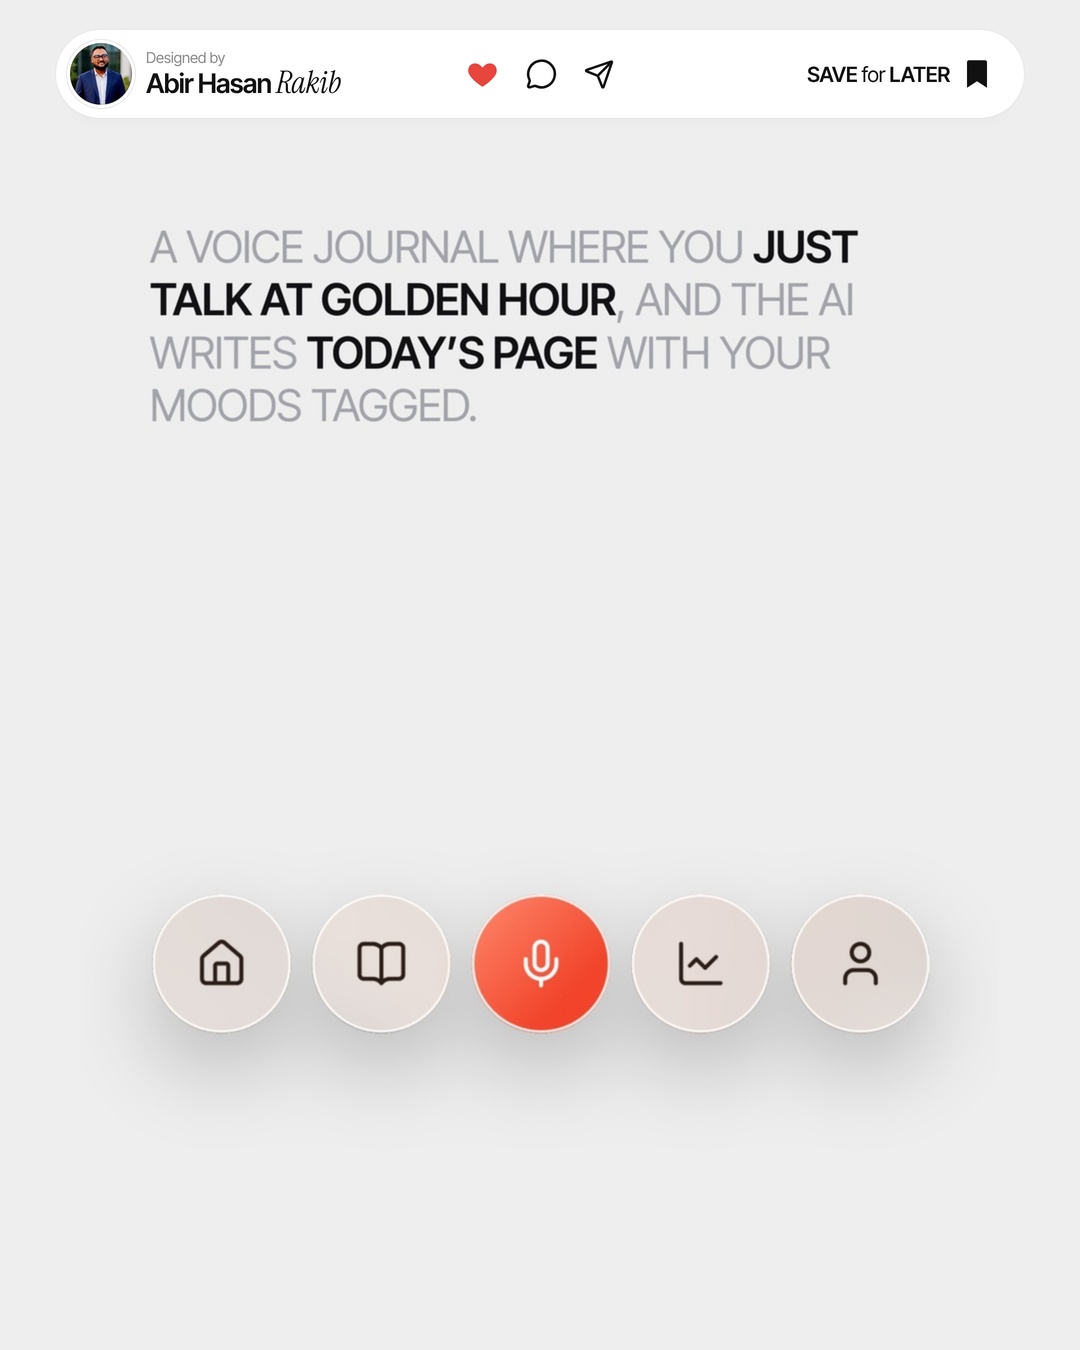 Designed by
Abir Hasan Rakib
SAVE for LATER
A VOICE JOURNAL WHERE YOU JUST
TALK AT GOLDEN HOUR, AND THE AI
WRITES TODAY’S PAGE WITH YOUR
MOODS TAGGED.